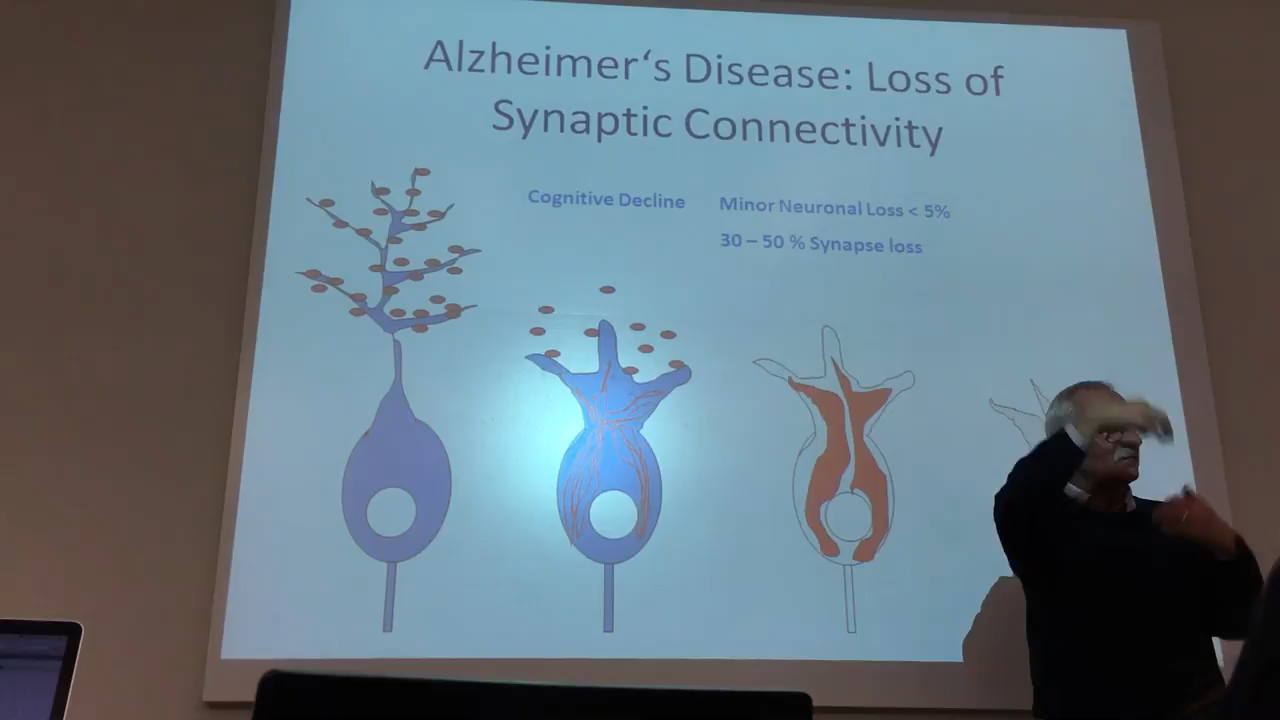 Alzheimer‘s Disease: Loss of
Synaptic Connectivity
Cognitive Decline
Minor Neuronal Loss < 5%
30 – 50 % Synapse loss